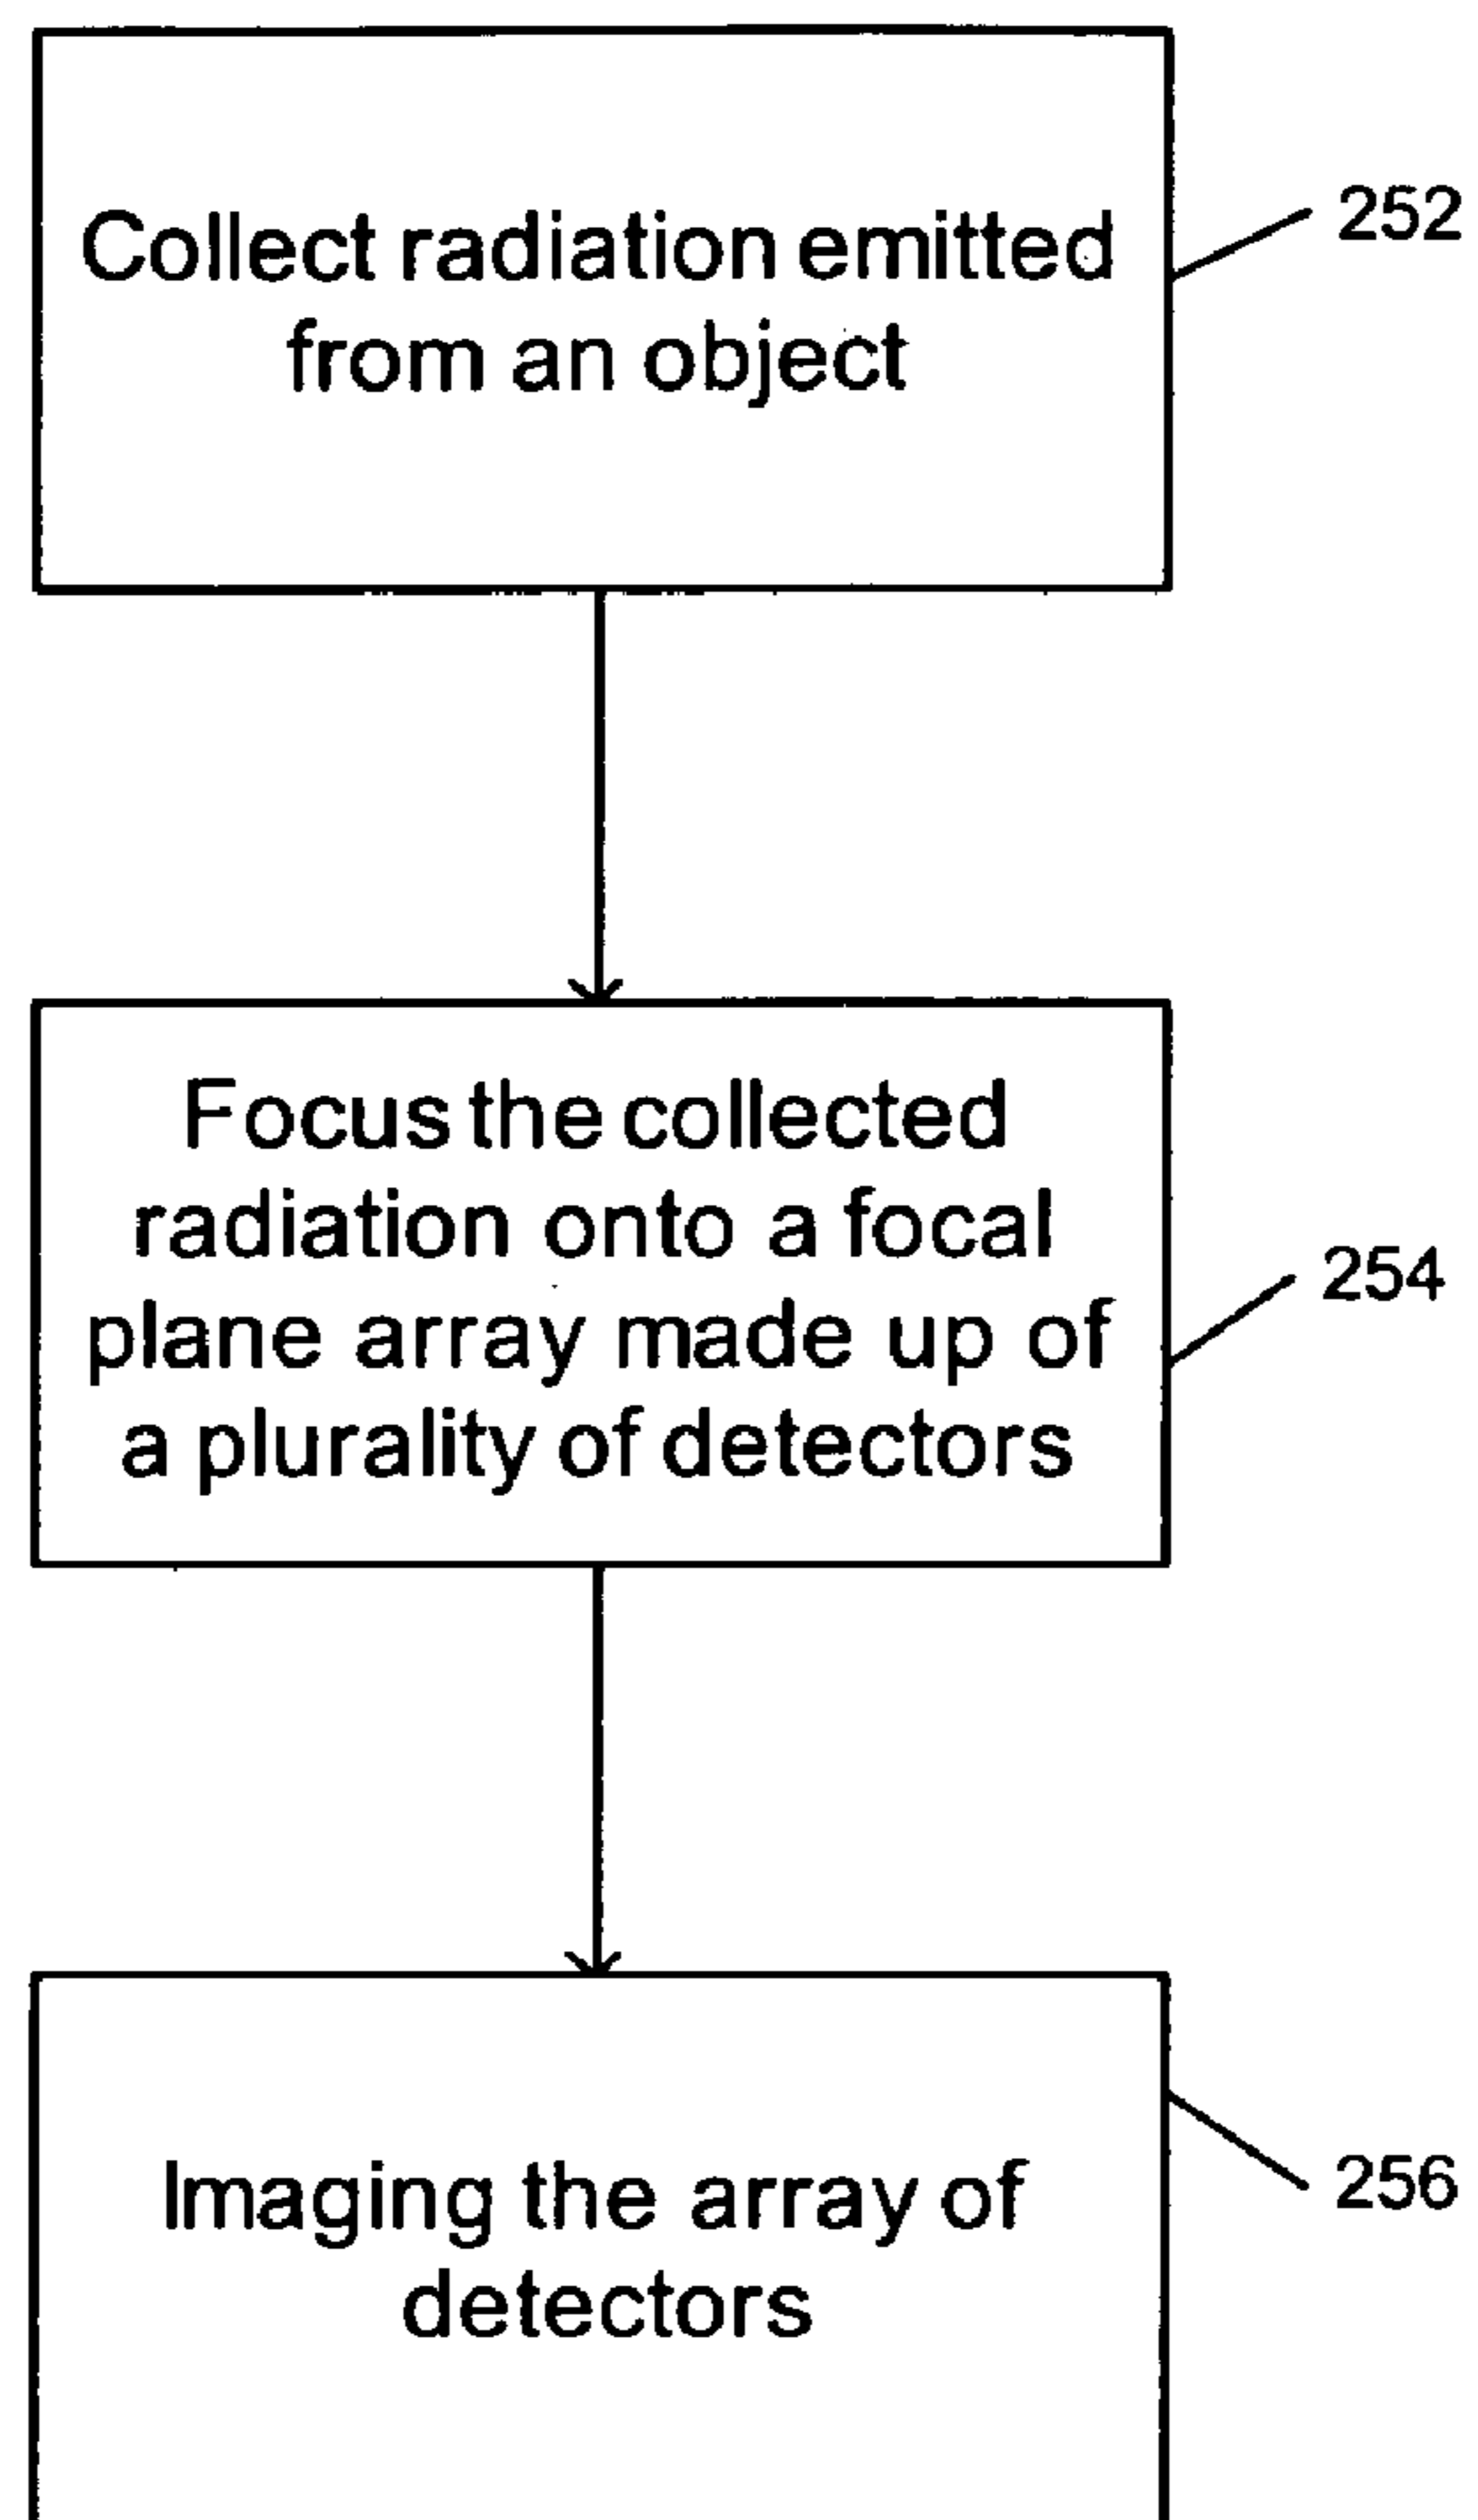 Collect radiation emitted
from an object
252
Focus the collected
radiation onto a focal
plane array made up of
a plurality of detectors
254
Imaging the array of
detectors
256